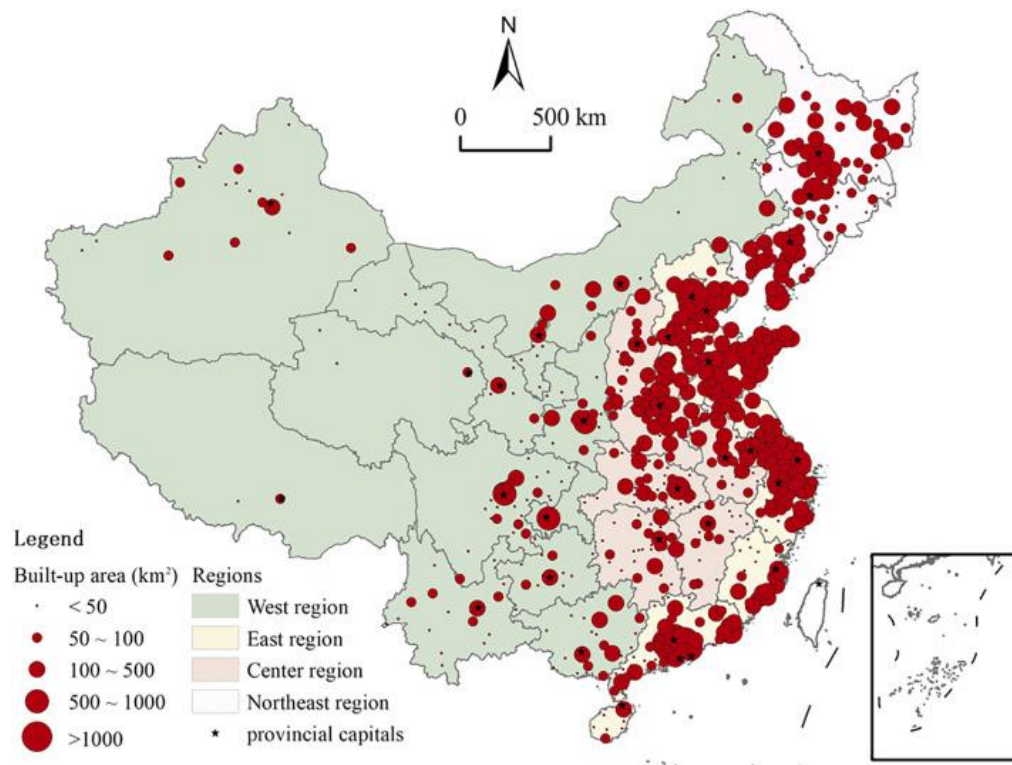 N
0 500 km
Legend
Built-up area (km²) Regions
< 50 West region
50 ~ 100 East region
100 ~ 500 Center region
500 ~ 1000 Northeast region
>1000 provincial capitals